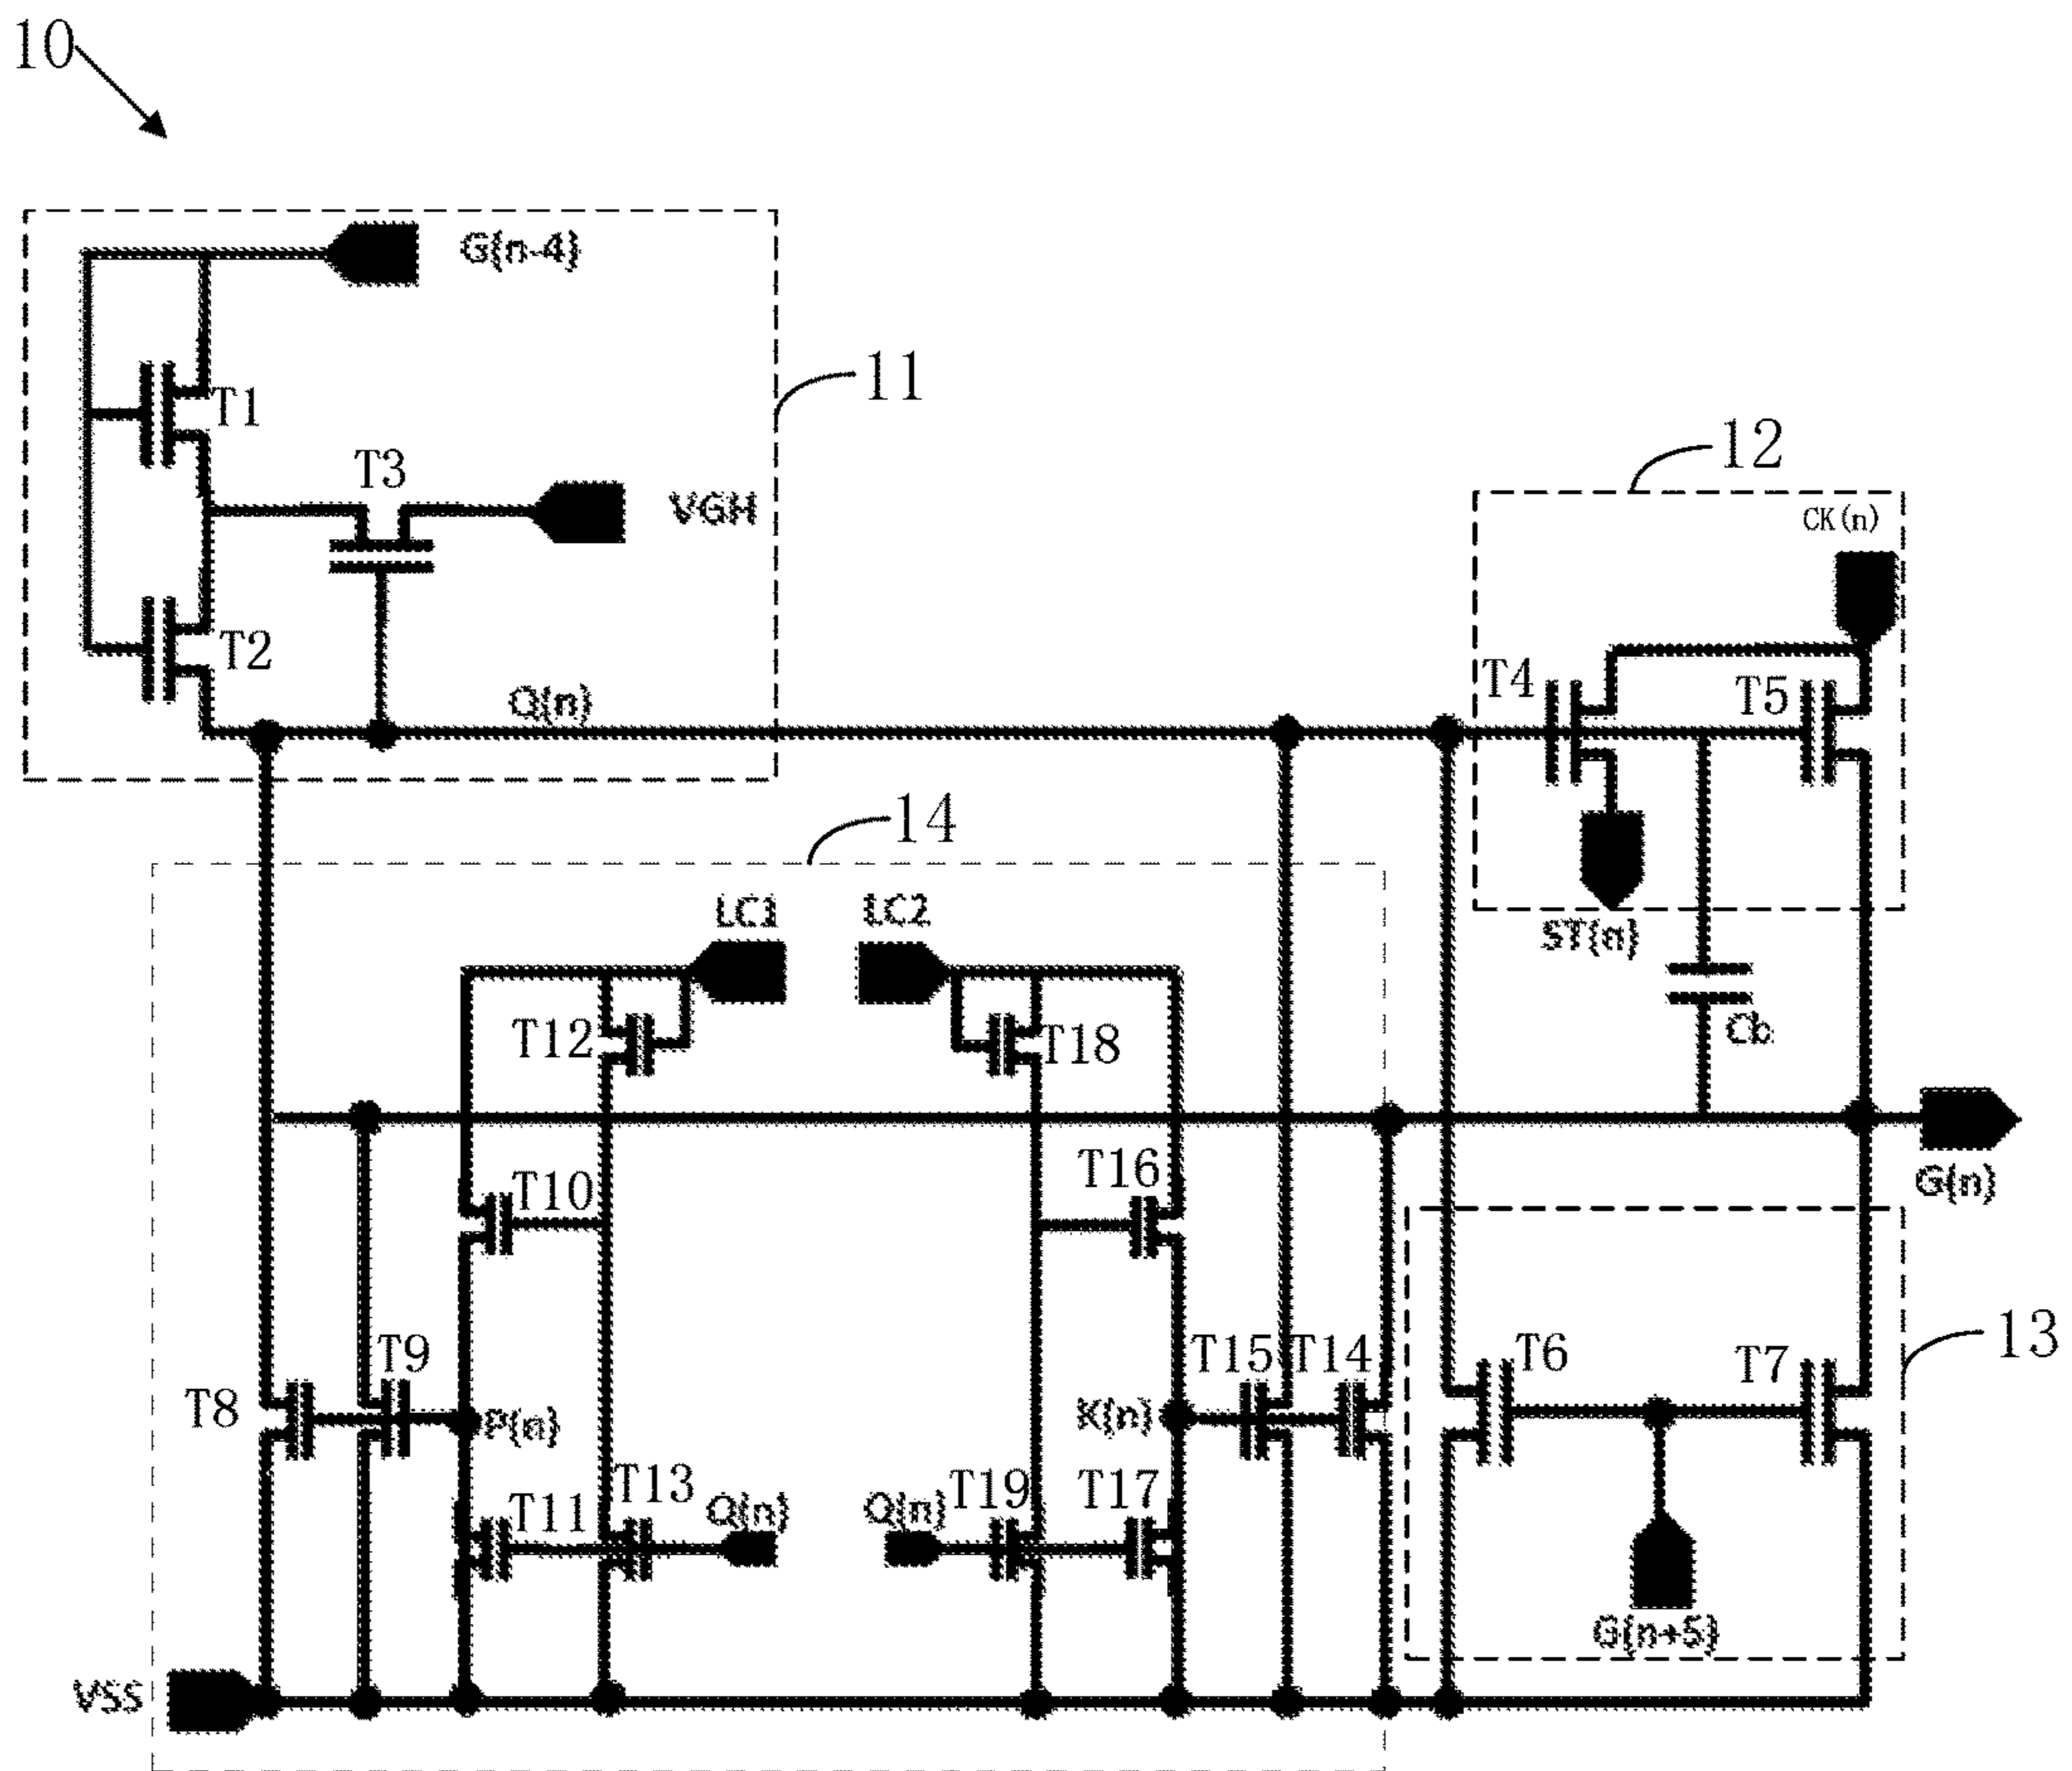 10
G(n-4)
T1
11
T3
VGH
12
CK(n)
T2
Q(n)
T4
T5
14
LC1
LC2
ST(n)
T12
T18
Cb
T10
T16
G(n)
T9
T15
T14
T6
T7
13
T8
P(n)
K(n)
T11
T13
Q(n)
Q(n)
T19
T17
G(n+5)
VSS